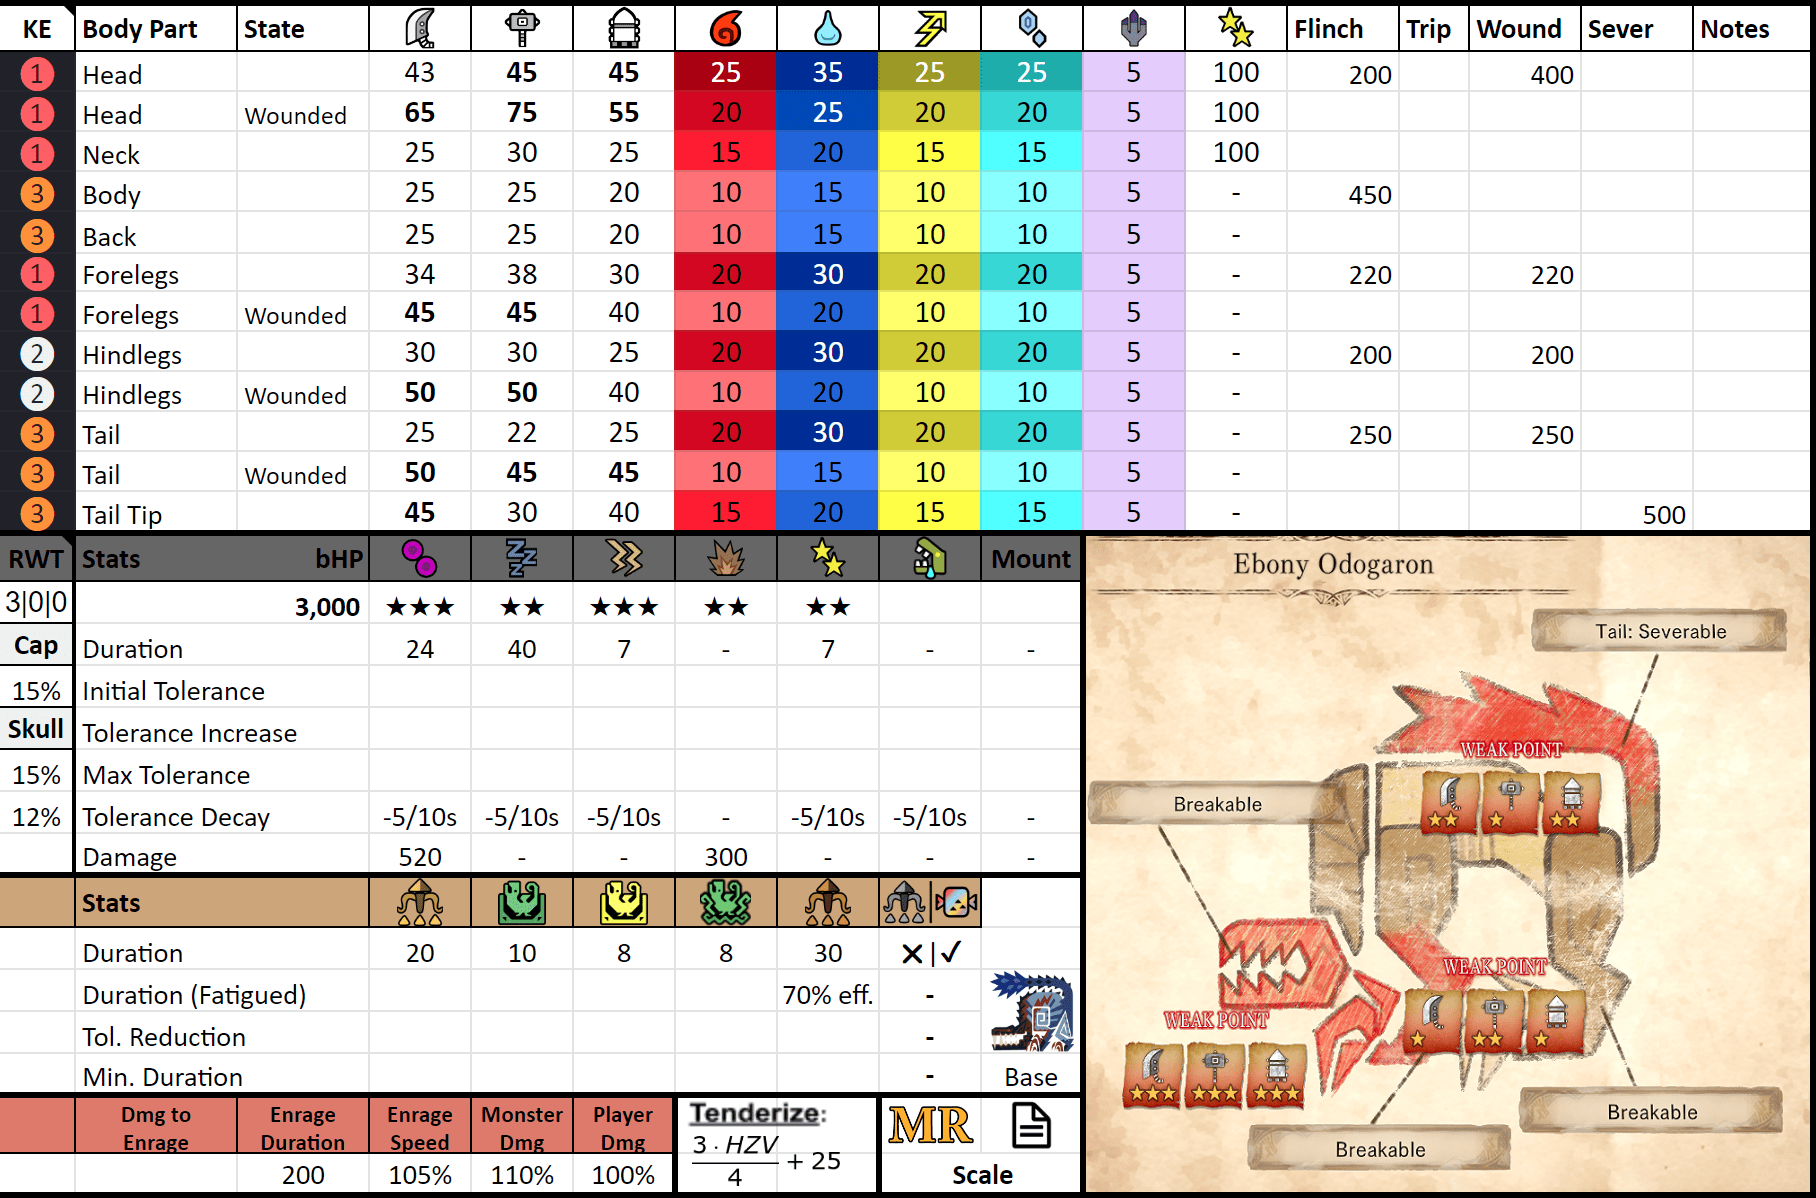 KE Body Part State Flinch Trip Wound Sever Notes
1 Head 43 45 45 25 35 25 25 5 100 200 400
1 Head Wounded 65 75 55 20 25 20 20 5 100
1 Neck 25 30 25 15 20 15 15 5 100
3 Body 25 25 20 10 15 10 10 5 - 450
3 Back 25 25 20 10 15 10 10 5 -
1 Forelegs 34 38 30 20 30 20 20 5 - 220 220
1 Forelegs Wounded 45 45 40 10 20 10 10 5 -
2 Hindlegs 30 30 25 20 30 20 20 5 - 200 200
2 Hindlegs Wounded 50 50 40 10 20 10 10 5 -
3 Tail 25 22 25 20 30 20 20 5 - 250 250
3 Tail Wounded 50 45 45 10 15 10 10 5 -
3 Tail Tip 45 30 40 15 20 15 15 5 - 500
RWT Stats bHP Mount
3|0|0 3,000 ★★★ ★★ ★★★ ★★ ★★
Cap Duration 24 40 7 - 7 - -
15% Initial Tolerance
Skull Tolerance Increase
15% Max Tolerance
12% Tolerance Decay -5/10s -5/10s -5/10s - -5/10s -5/10s -
Damage 520 - - 300 - - -
Stats
Duration 20 10 8 8 30 ✕|✓
Duration (Fatigued) 70% eff. -
Tol. Reduction -
Min. Duration - Base
Dmg to Enrage
Enrage Duration
Enrage Speed
Monster Dmg
Player Dmg
200 105% 110% 100%
Tenderize:
3 · HZV
4
+ 25
MR
Scale
Ebony Odogaron
Tail: Severable
WEAK POINT
Breakable
WEAK POINT
WEAK POINT
Breakable
Breakable